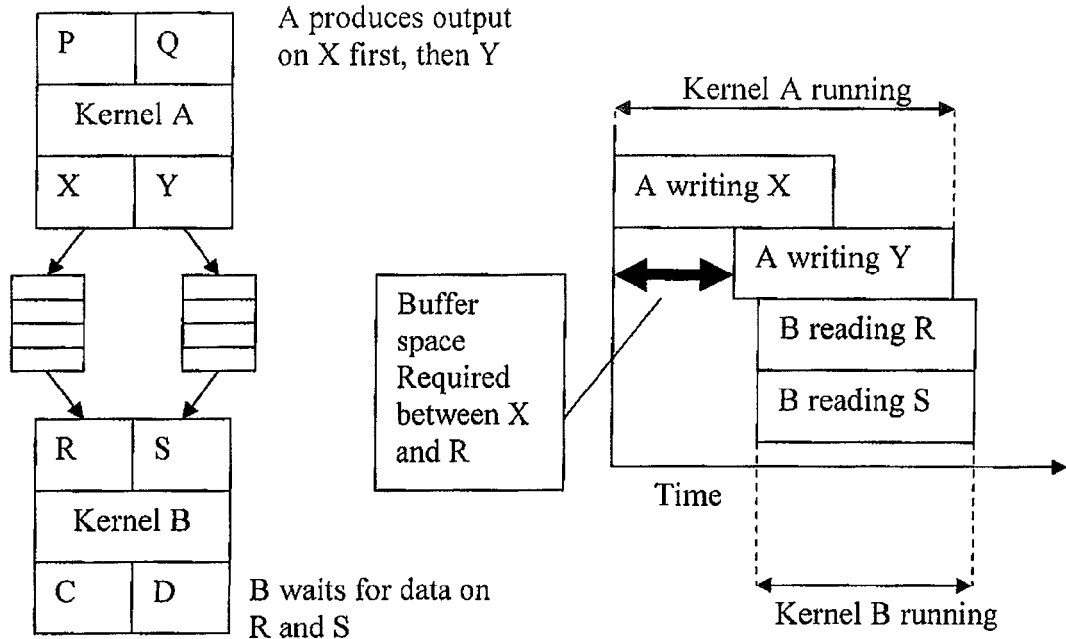 P
Q
Kernel A
X
Y
A produces output
on X first, then Y
R
S
Kernel B
C
D
B waits for data on
R and S
Buffer
space
Required
between X
and R
Kernel A running
A writing X
A writing Y
B reading R
B reading S
Time
Kernel B running